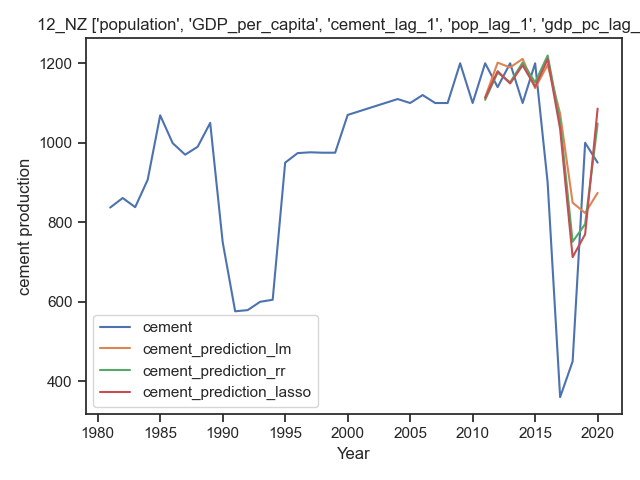 12_NZ ['population', 'GDP_per_capita', 'cement_lag_1', 'pop_lag_1', 'gdp_pc_lag_
1200
1000
800
600
400
cement production
cement
cement_prediction_lm
cement_prediction_rr
cement_prediction_lasso
1980 1985 1990 1995 2000 2005 2010 2015 2020
Year